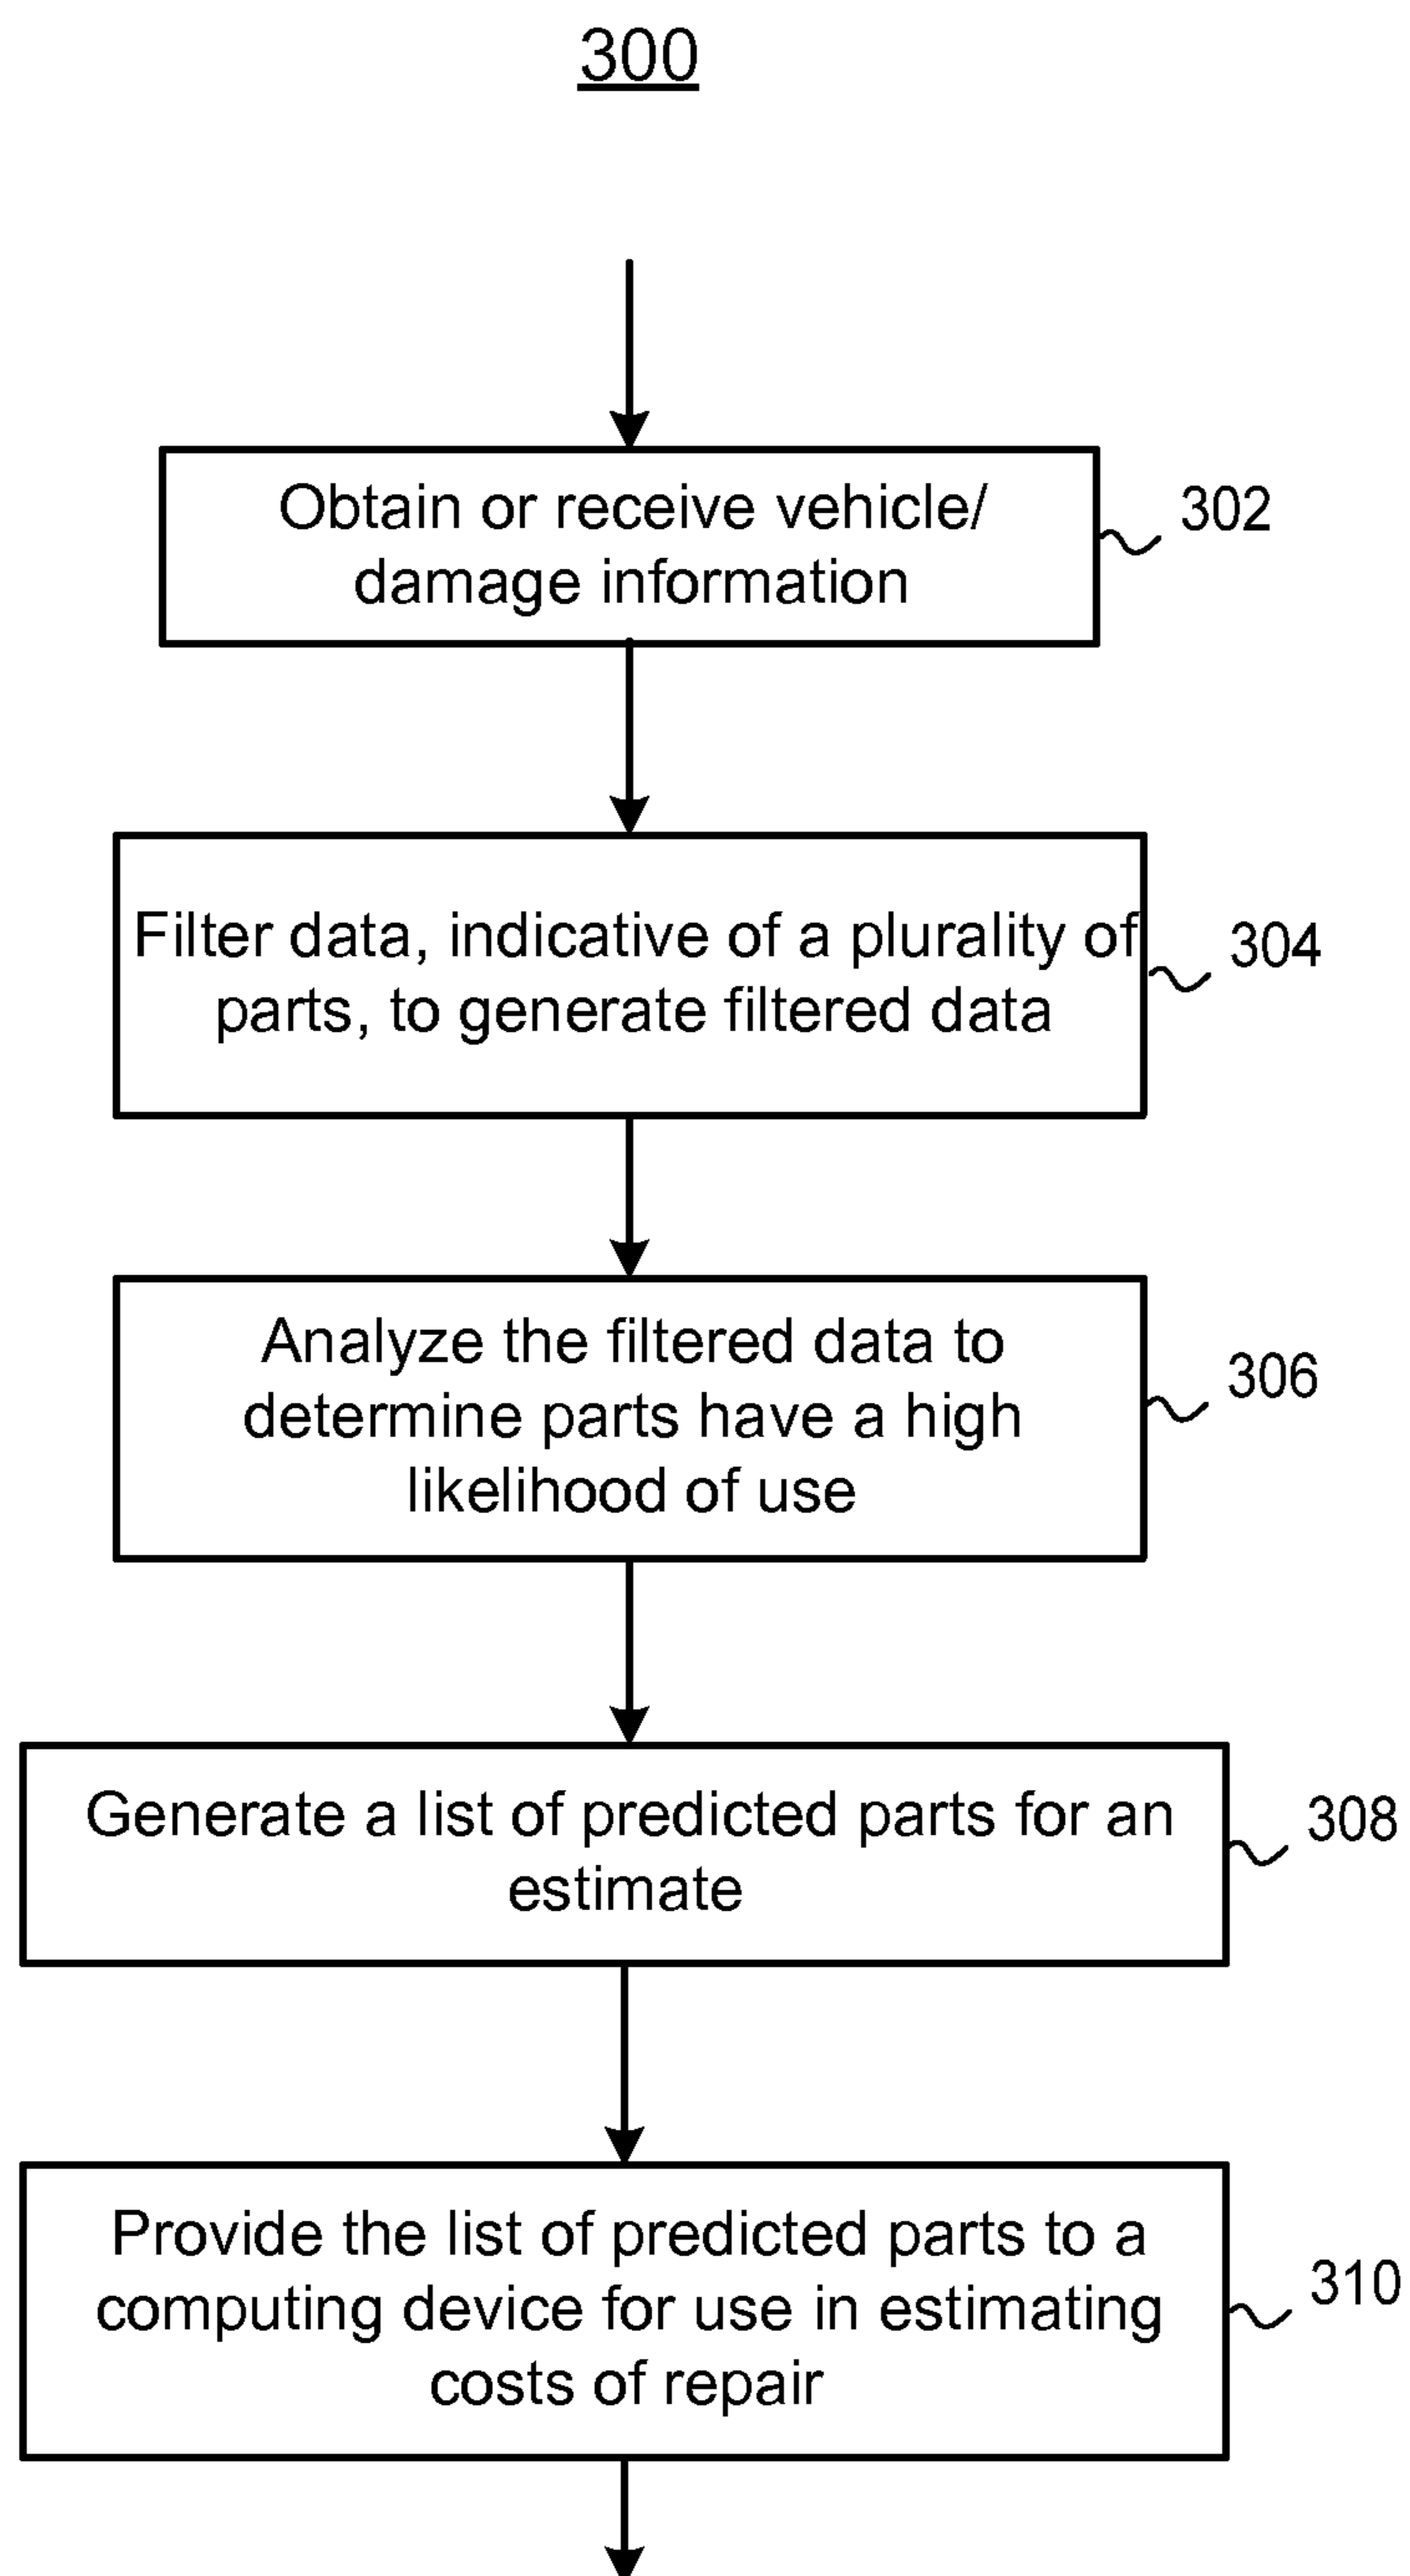 300
Obtain or receive vehicle/
damage information
302
Filter data, indicative of a plurality of
parts, to generate filtered data
304
Analyze the filtered data to
determine parts have a high
likelihood of use
306
Generate a list of predicted parts for an
estimate
308
Provide the list of predicted parts to a
computing device for use in estimating
costs of repair
310